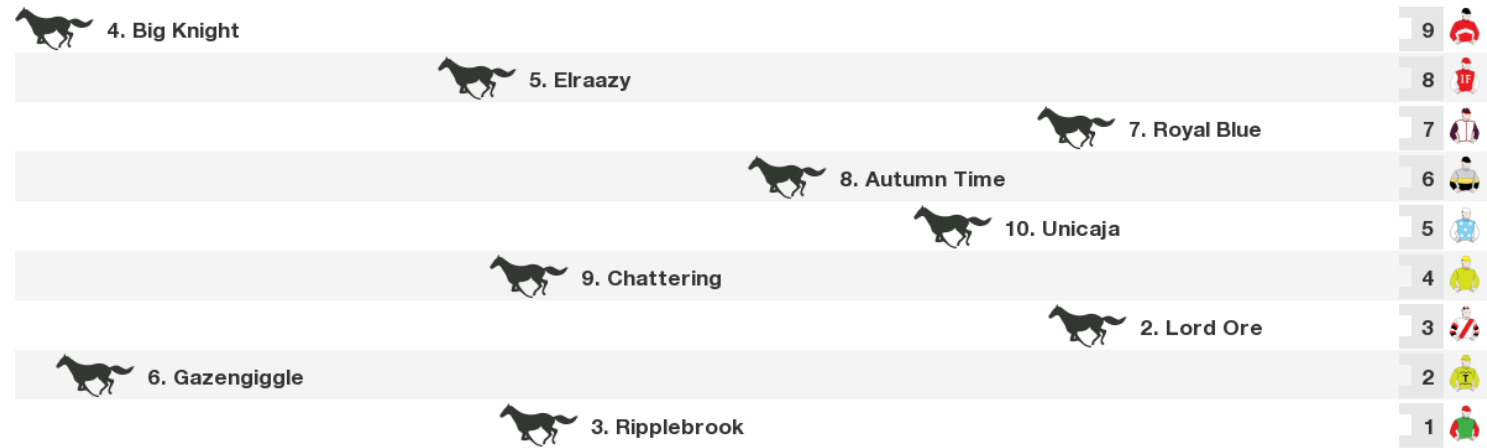 4. Big Knight 9
5. Elraazy 8 IF
7. Royal Blue 7
8. Autumn Time 6
10. Unicaja 5
9. Chattering 4
2. Lord Ore 3
6. Gazengiggle 2 T
3. Ripplebrook 1